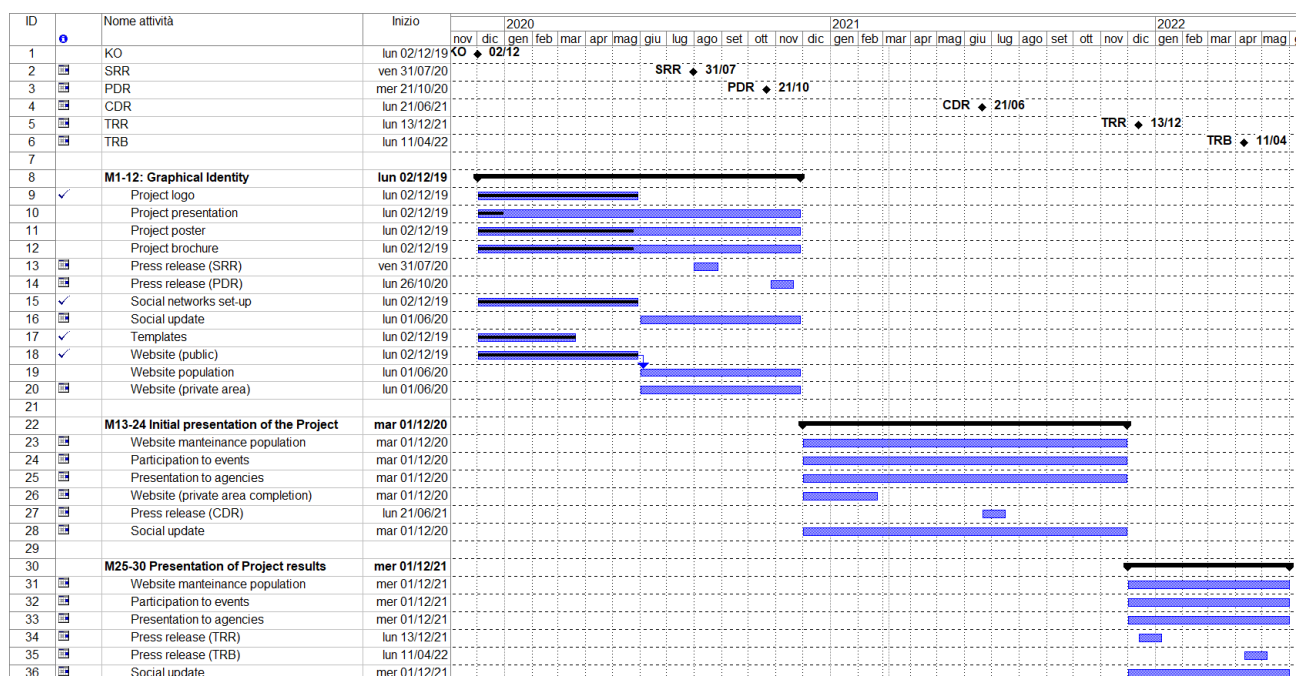 ID Nome attività Inizio 2020 2021 2022
nov dic gen feb mar apr mag giu lug ago set ott nov dic gen feb mar apr mag giu lug ago set ott nov dic gen feb mar apr mag
1 KO lun 02/12/19 KO 02/12
2 SRR ven 31/07/20 SRR 31/07
3 PDR mer 21/10/20 PDR 21/10
4 CDR lun 21/06/21 CDR 21/06
5 TRR lun 13/12/21 TRR 13/12
6 TRB lun 11/04/22 TRB 11/04
7
8 M1-12: Graphical Identity lun 02/12/19
9 Project logo lun 02/12/19
10 Project presentation lun 02/12/19
11 Project poster lun 02/12/19
12 Project brochure lun 02/12/19
13 Press release (SRR) ven 31/07/20
14 Press release (PDR) lun 26/10/20
15 Social networks set-up lun 02/12/19
16 Social update lun 01/06/20
17 Templates lun 02/12/19
18 Website (public) lun 02/12/19
19 Website population lun 01/06/20
20 Website (private area) lun 01/06/20
21
22 M13-24 Initial presentation of the Project mar 01/12/20
23 Website manteinance population mar 01/12/20
24 Participation to events mar 01/12/20
25 Presentation to agencies mar 01/12/20
26 Website (private area completion) mar 01/12/20
27 Press release (CDR) lun 21/06/21
28 Social update mar 01/12/20
29
30 M25-30 Presentation of Project results mer 01/12/21
31 Website manteinance population mer 01/12/21
32 Participation to events mer 01/12/21
33 Presentation to agencies mer 01/12/21
34 Press release (TRR) lun 13/12/21
35 Press release (TRB) lun 11/04/22
36 Social update mer 01/12/21